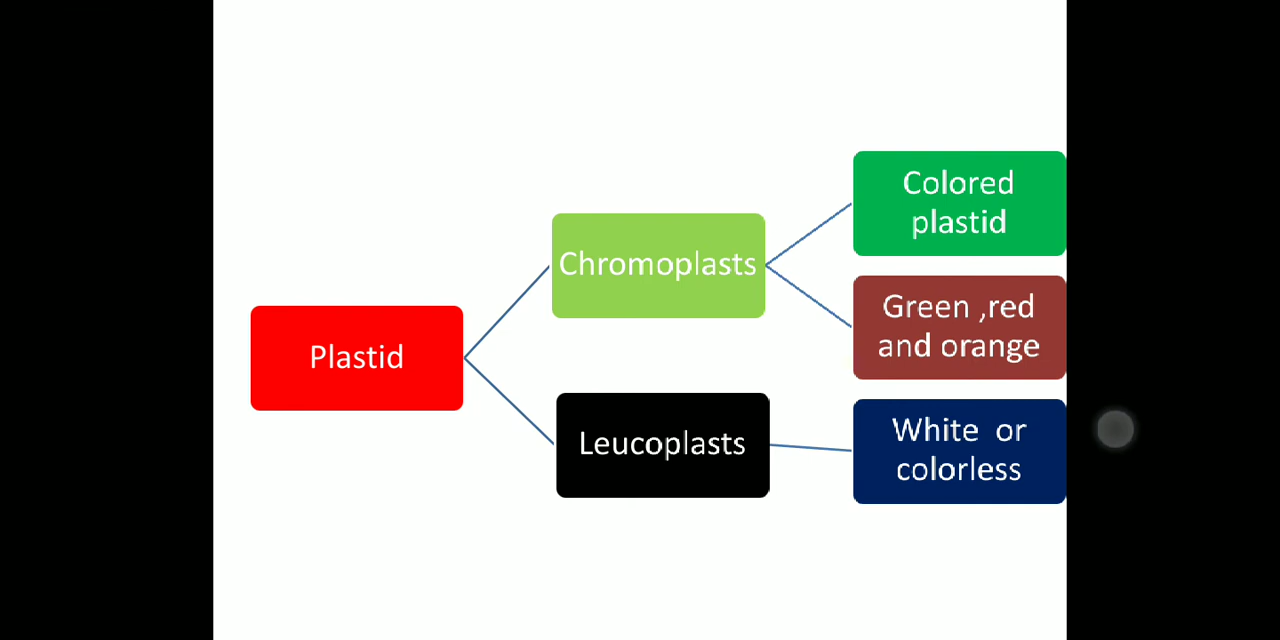 Plastid
Chromoplasts
Leucoplasts
Colored
plastid
Green ,red
and orange
White or
colorless